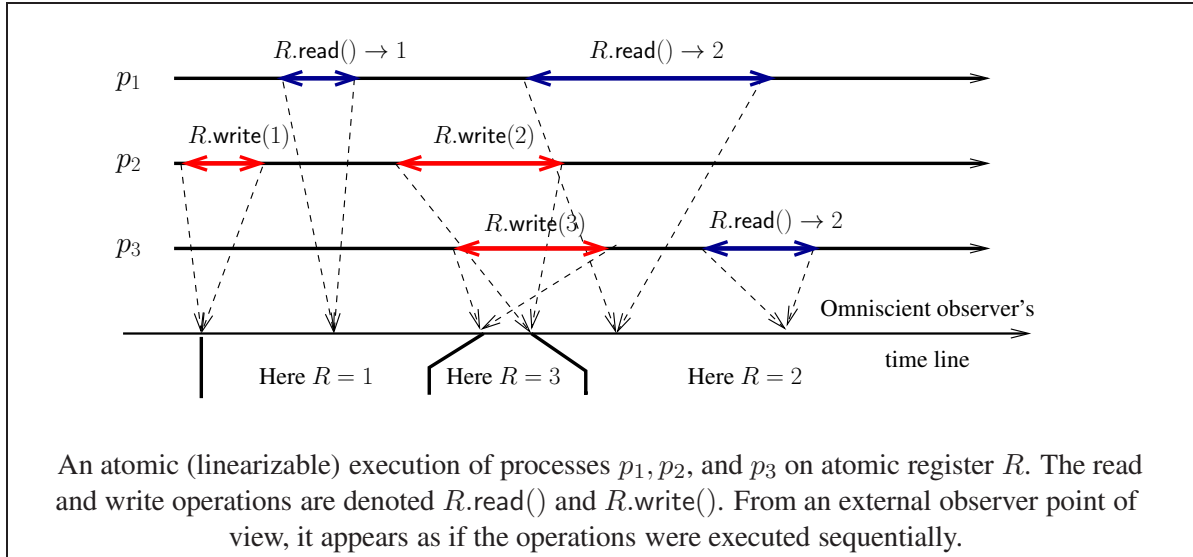 R.read() → 1
R.read() → 2
p₁
R.write(1)
R.write(2)
p₂
R.write(3)
R.read() → 2
p₃
Omniscient observer's
time line
Here R = 1
Here R = 3
Here R = 2
An atomic (linearizable) execution of processes p₁, p₂, and p₃ on atomic register R. The read
and write operations are denoted R.read() and R.write(). From an external observer point of
view, it appears as if the operations were executed sequentially.